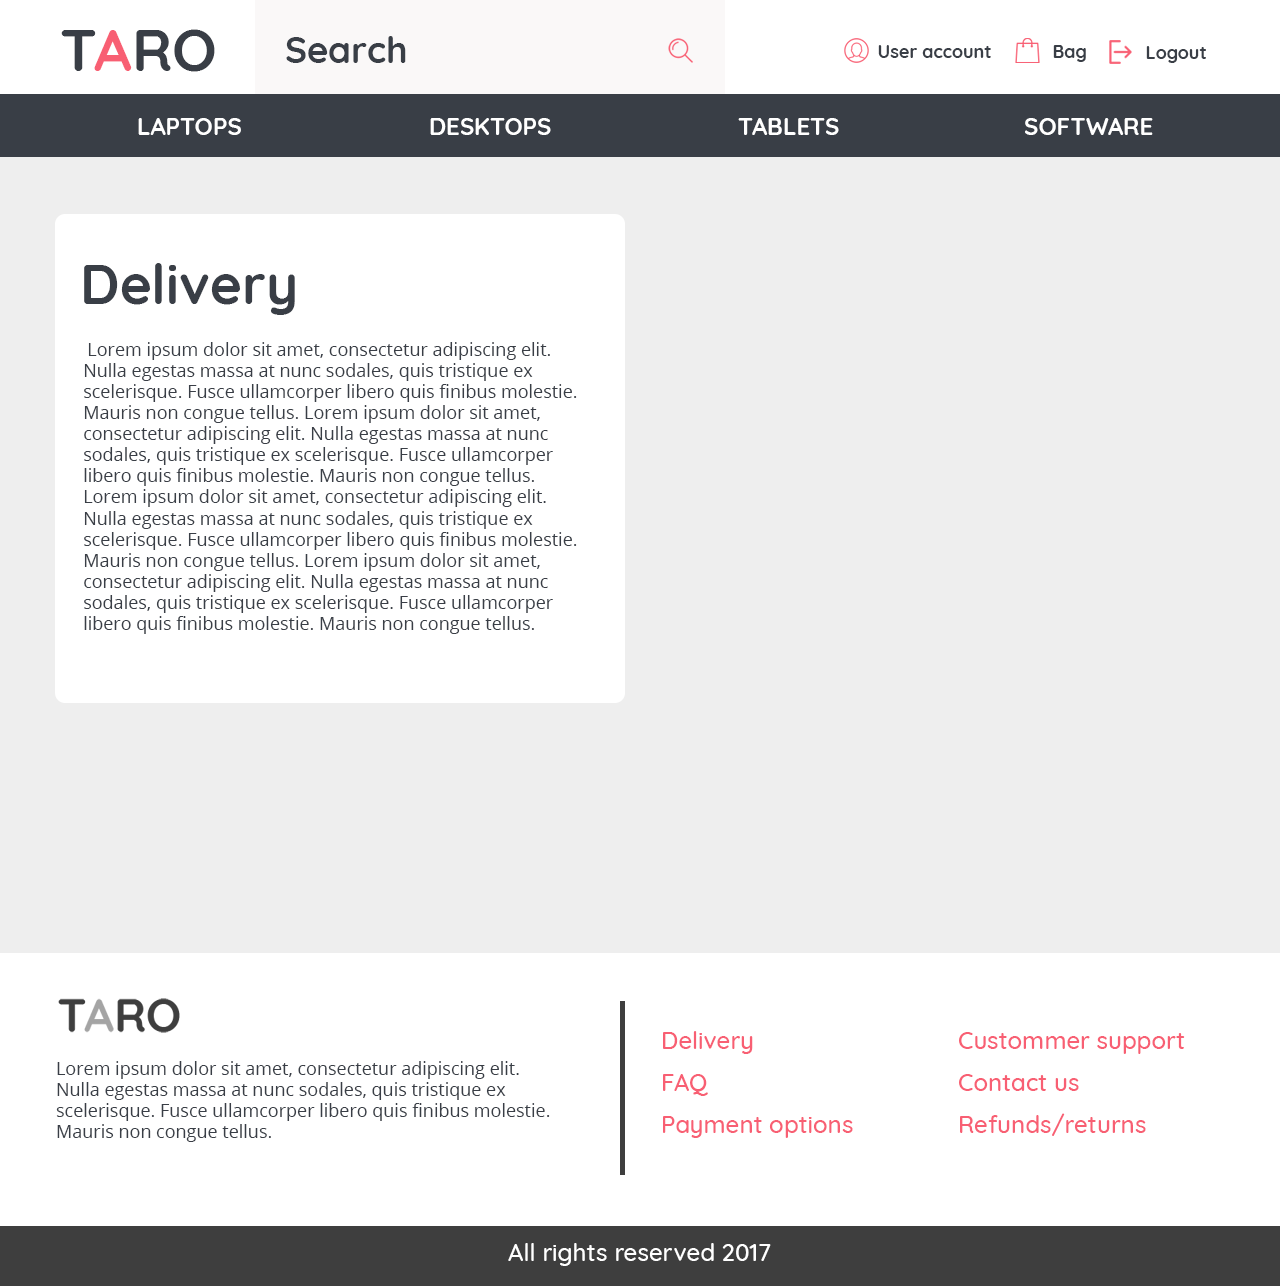 TARO
Search
User account
Bag
Logout
LAPTOPS
DESKTOPS
TABLETS
SOFTWARE
Delivery
Lorem ipsum dolor sit amet, consectetur adipiscing elit.
Nulla egestas massa at nunc sodales, quis tristique ex
scelerisque. Fusce ullamcorper libero quis finibus molestie.
Mauris non congue tellus. Lorem ipsum dolor sit amet,
consectetur adipiscing elit. Nulla egestas massa at nunc
sodales, quis tristique ex scelerisque. Fusce ullamcorper
libero quis finibus molestie. Mauris non congue tellus.
Lorem ipsum dolor sit amet, consectetur adipiscing elit.
Nulla egestas massa at nunc sodales, quis tristique ex
scelerisque. Fusce ullamcorper libero quis finibus molestie.
Mauris non congue tellus. Lorem ipsum dolor sit amet,
consectetur adipiscing elit. Nulla egestas massa at nunc
sodales, quis tristique ex scelerisque. Fusce ullamcorper
libero quis finibus molestie. Mauris non congue tellus.
TARO
Lorem ipsum dolor sit amet, consectetur adipiscing elit.
Nulla egestas massa at nunc sodales, quis tristique ex
scelerisque. Fusce ullamcorper libero quis finibus molestie.
Mauris non congue tellus.
Delivery
FAQ
Payment options
Custommer support
Contact us
Refunds/returns
All rights reserved 2017